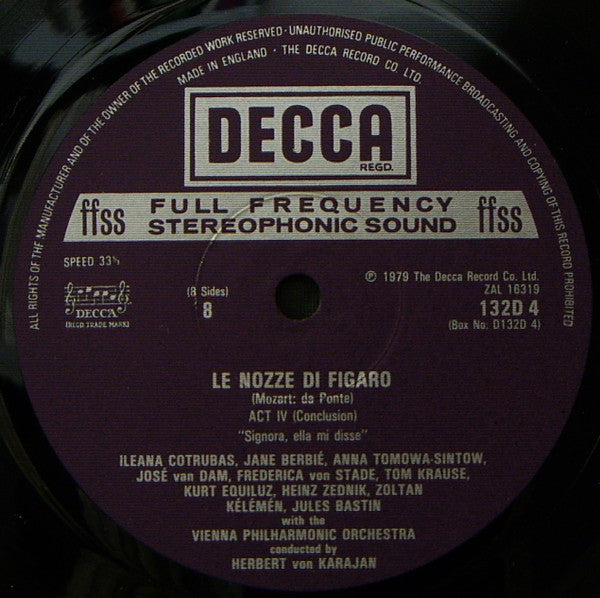 ALL RIGHTS OF THE MANUFACTURER AND OF THE OWNER OF THE RECORDED WORK RESERVED · UNAUTHORISED PUBLIC PERFORMANCE BROADCASTING AND COPYING OF THIS RECORD PROHIBITED
MADE IN ENGLAND · THE DECCA RECORD CO. LTD.
DECCA
REGD.
ffss FULL FREQUENCY STEREOPHONIC SOUND ffss
SPEED 33⅓
DECCA
(REGD TRADE MARK)
(8 Sides)
8
℗ 1979 The Decca Record Co. Ltd.
ZAL 16319
132D 4
(Box No: D132D 4)
LE NOZZE DI FIGARO
(Mozart: da Ponte)
ACT IV (Conclusion)
"Signora, ella mi disse"
ILEANA COTRUBAS, JANE BERBIÉ, ANNA TOMOWA-SINTOW,
JOSÉ van DAM, FREDERICA von STADE, TOM KRAUSE,
KURT EQUILUZ, HEINZ ZEDNIK, ZOLTAN
KÉLÉMÉN, JULES BASTIN
with the
VIENNA PHILHARMONIC ORCHESTRA
conducted by
HERBERT von KARAJAN